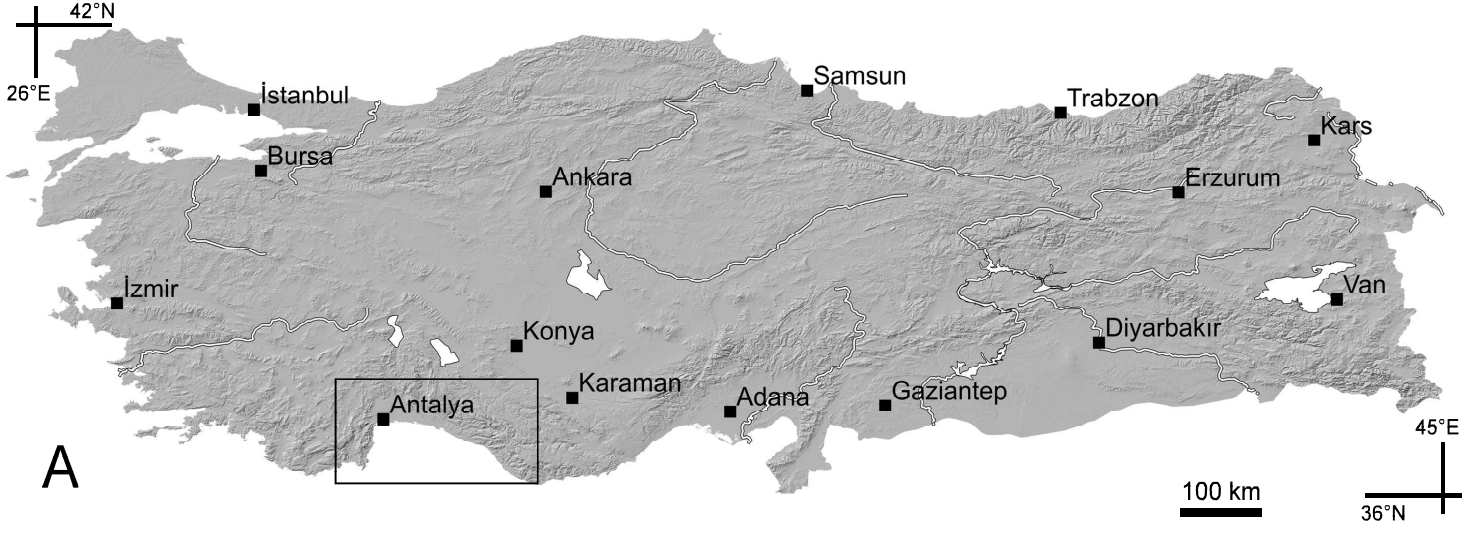 42°N
26°E
İstanbul
Samsun
Trabzon
Kars
Bursa
Ankara
Erzurum
İzmir
Van
Konya
Diyarbakır
Karaman
Gaziantep
Adana
Antalya
A
45°E
100 km
36°N